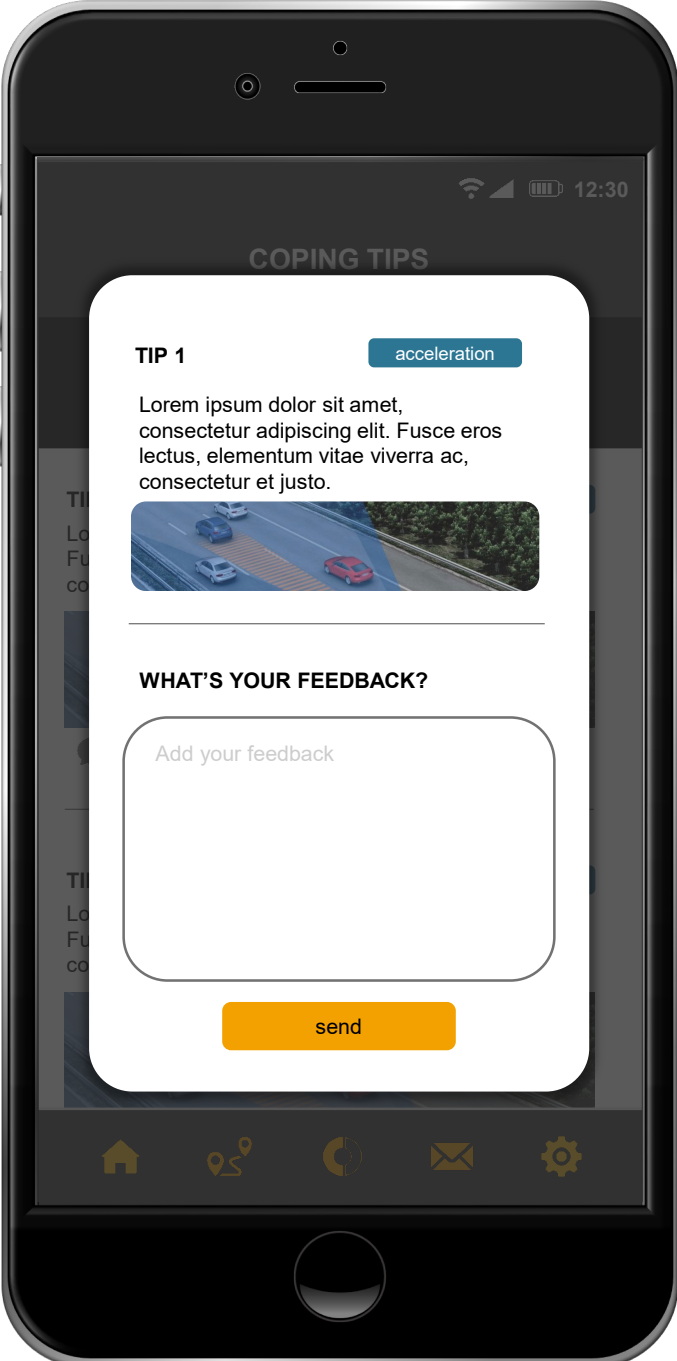 12:30
COPING TIPS
TIP 1
acceleration
Lorem ipsum dolor sit amet,
consectetur adipiscing elit. Fusce eros
lectus, elementum vitae viverra ac,
consectetur et justo.
WHAT'S YOUR FEEDBACK?
Add your feedback
send